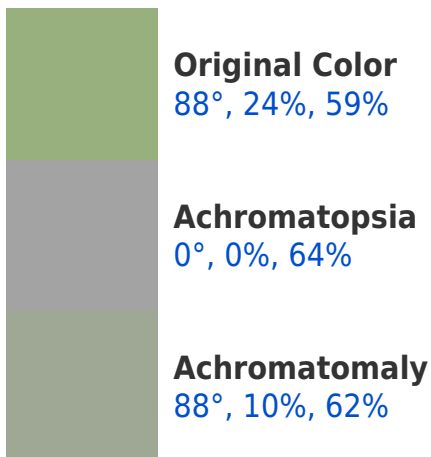 Original Color
88°, 24%, 59%
Achromatopsia
0°, 0%, 64%
Achromatomaly
88°, 10%, 62%